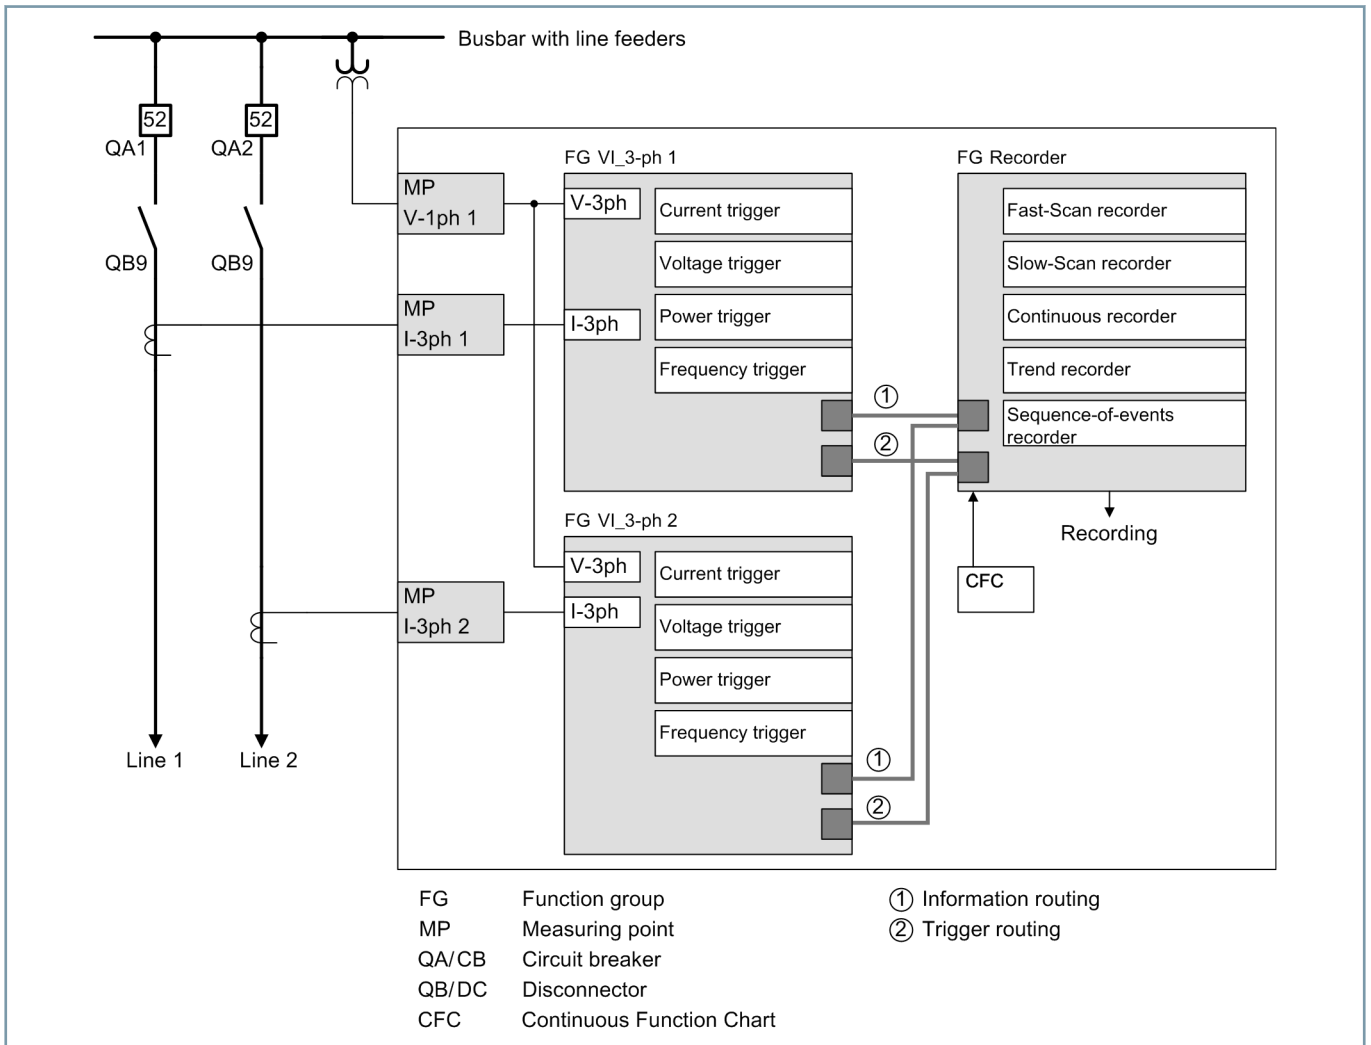 Busbar with line feeders
52
52
QA1
QA2
QB9
QB9
Line 1
Line 2
MP
V-1ph 1
MP
I-3ph 1
MP
I-3ph 2
FG VI_3-ph 1
V-3ph
I-3ph
Current trigger
Voltage trigger
Power trigger
Frequency trigger
1
2
FG VI_3-ph 2
V-3ph
I-3ph
Current trigger
Voltage trigger
Power trigger
Frequency trigger
1
2
FG Recorder
Fast-Scan recorder
Slow-Scan recorder
Continuous recorder
Trend recorder
Sequence-of-events
recorder
Recording
CFC
FG Function group
MP Measuring point
QA/CB Circuit breaker
QB/DC Disconnector
CFC Continuous Function Chart
1 Information routing
2 Trigger routing